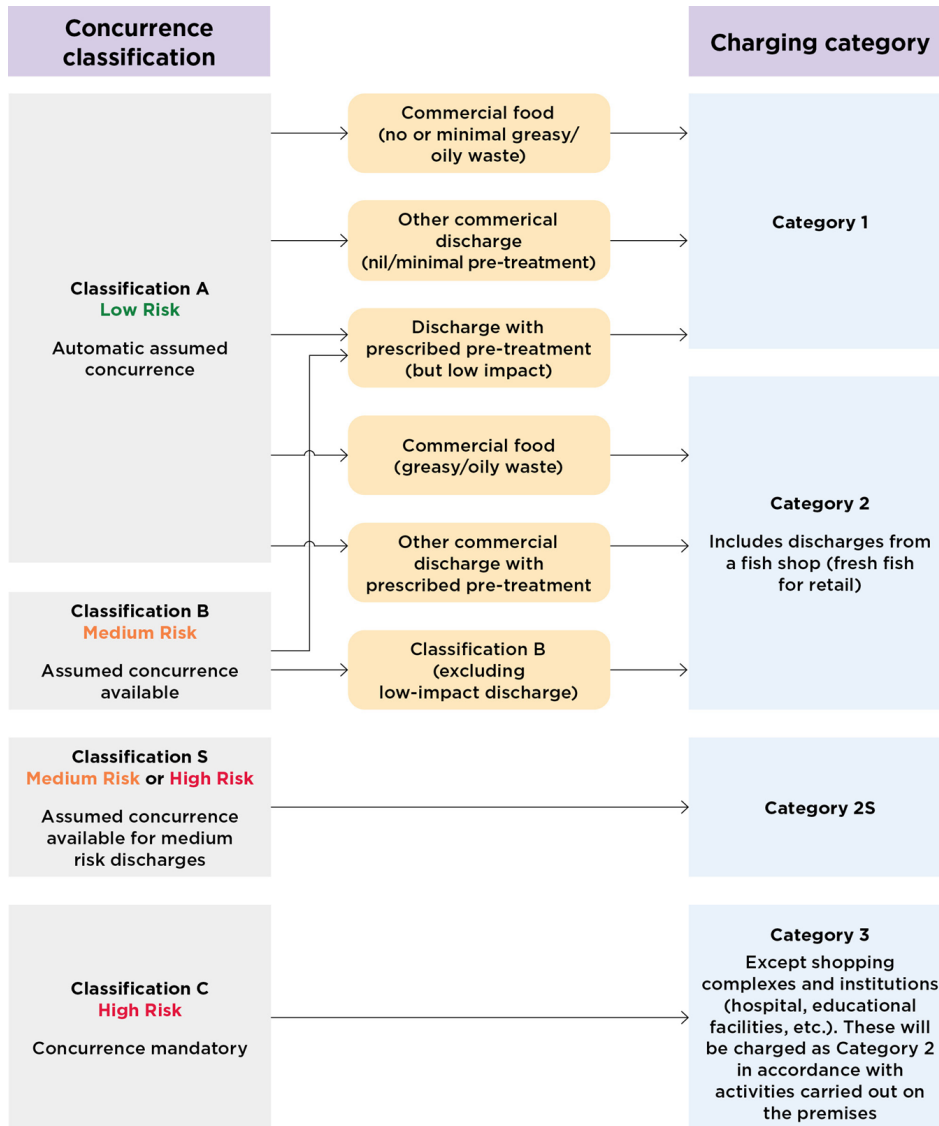 Concurrence
classification
Charging category
Classification A
Low Risk
Automatic assumed
concurrence
Commercial food
(no or minimal greasy/
oily waste)
Other commerical
discharge
(nil/minimal pre-treatment)
Discharge with
prescribed pre-treatment
(but low impact)
Commercial food
(greasy/oily waste)
Other commercial
discharge with
prescribed pre-treatment
Category 1
Category 2
Includes discharges from
a fish shop (fresh fish
for retail)
Classification B
Medium Risk
Assumed concurrence
available
Classification B
(excluding
low-impact discharge)
Classification S
Medium Risk or High Risk
Assumed concurrence
available for medium
risk discharges
Category 2S
Classification C
High Risk
Concurrence mandatory
Category 3
Except shopping
complexes and institutions
(hospital, educational
facilities, etc.). These will
be charged as Category 2
in accordance with
activities carried out on
the premises